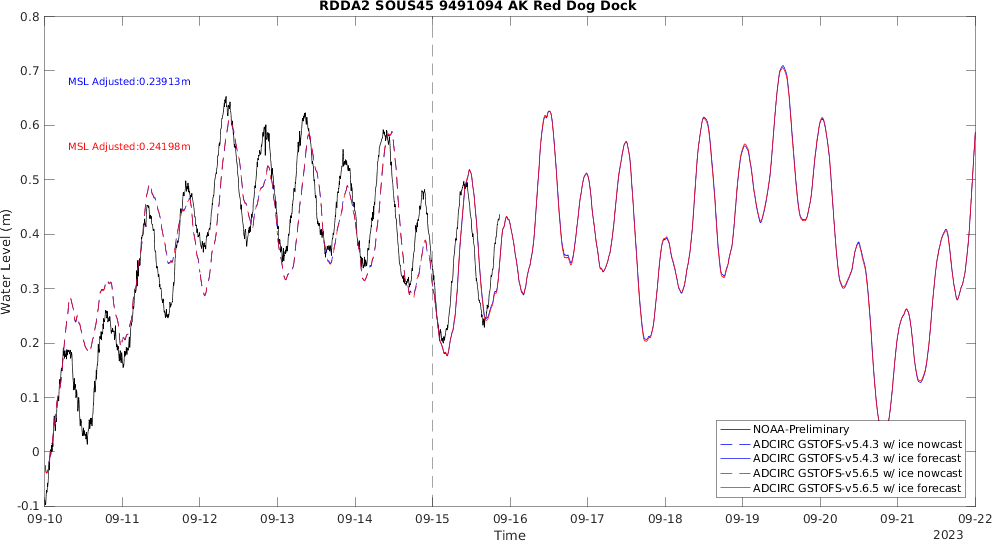 RDDA2 SOUS45 9491094 AK Red Dog Dock
0.8
0.7
0.6
0.5
0.4
0.3
0.2
0.1
0
-0.1
Water Level (m)
MSL Adjusted:0.23913m
MSL Adjusted:0.24198m
NOAA-Preliminary
ADCIRC GSTOFS-v5.4.3 w/ ice nowcast
ADCIRC GSTOFS-v5.4.3 w/ ice forecast
ADCIRC GSTOFS-v5.6.5 w/ ice nowcast
ADCIRC GSTOFS-v5.6.5 w/ ice forecast
09-10 09-11 09-12 09-13 09-14 09-15 09-16 09-17 09-18 09-19 09-20 09-21 09-22
Time
2023